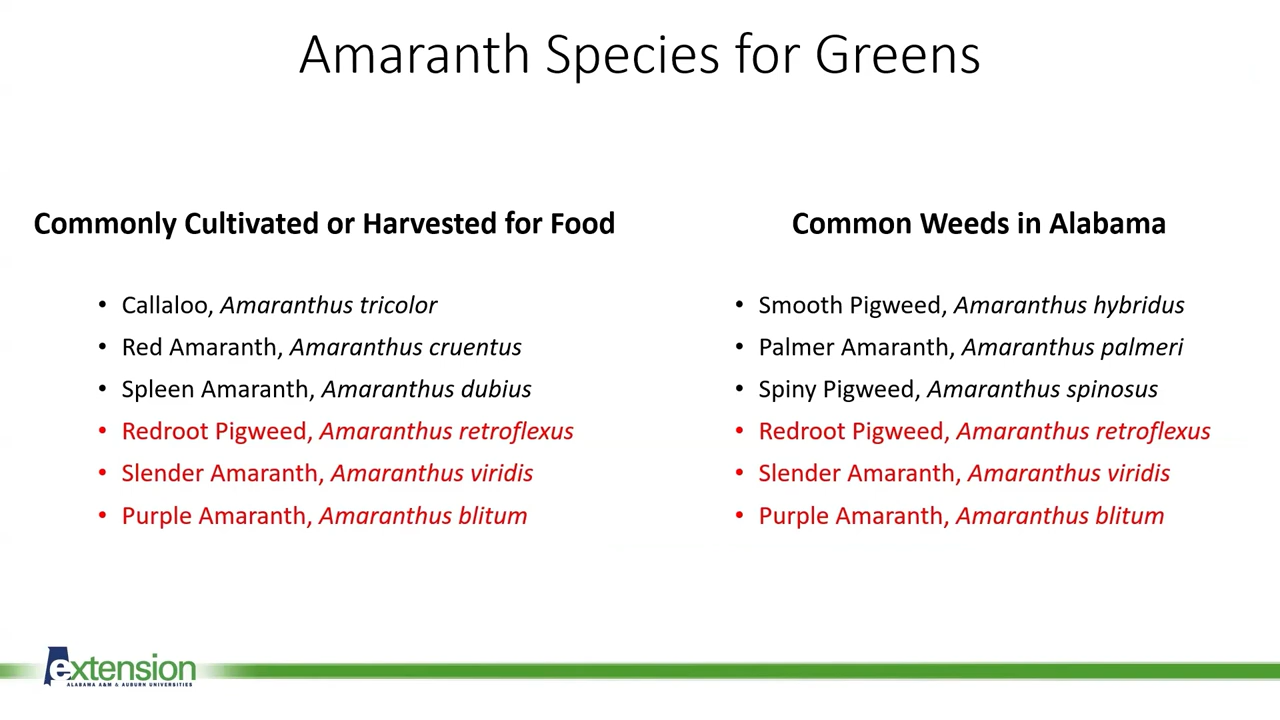 Amaranth Species for Greens
Commonly Cultivated or Harvested for Food
• Callaloo, Amaranthus tricolor
• Red Amaranth, Amaranthus cruentus
• Spleen Amaranth, Amaranthus dubius
• Redroot Pigweed, Amaranthus retroflexus
• Slender Amaranth, Amaranthus viridis
• Purple Amaranth, Amaranthus blitum
Common Weeds in Alabama
• Smooth Pigweed, Amaranthus hybridus
• Palmer Amaranth, Amaranthus palmeri
• Spiny Pigweed, Amaranthus spinosus
• Redroot Pigweed, Amaranthus retroflexus
• Slender Amaranth, Amaranthus viridis
• Purple Amaranth, Amaranthus blitum
extension
ALABAMA A&M & AUBURN UNIVERSITIES